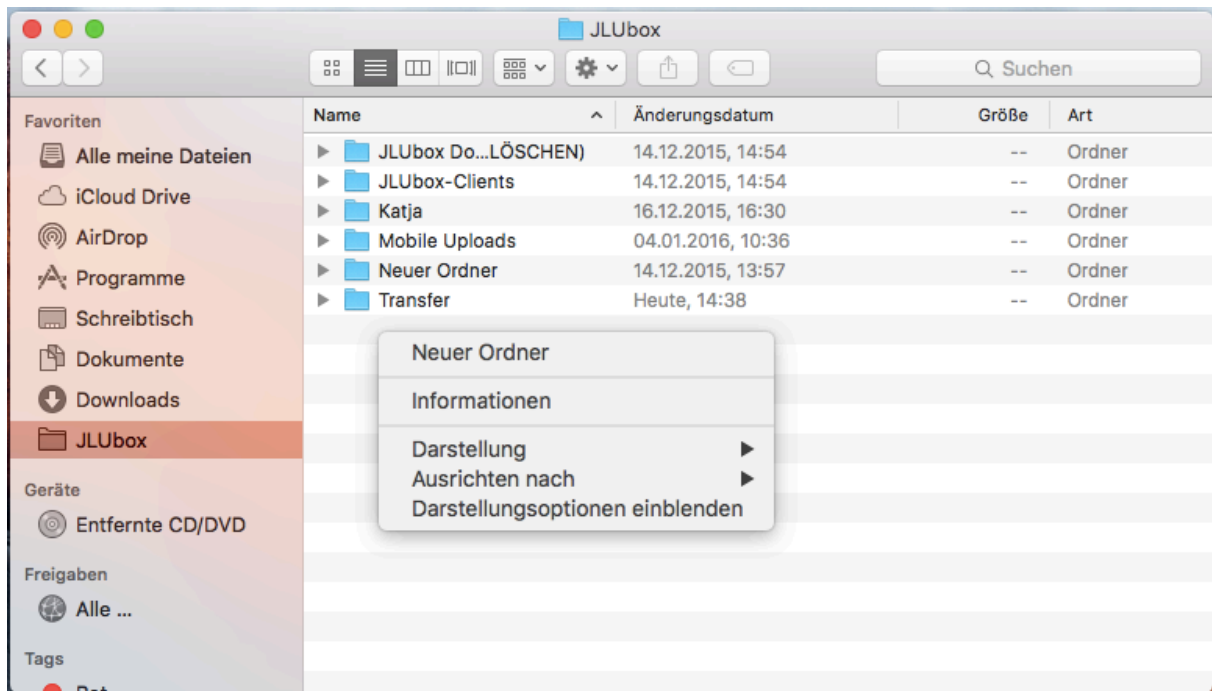 JLUbox
Suchen
Favoriten
Alle meine Dateien
iCloud Drive
AirDrop
Programme
Schreibtisch
Dokumente
Downloads
JLUbox
Geräte
Entfernte CD/DVD
Freigaben
Alle ...
Tags
Name Änderungsdatum Größe Art
JLUbox Do...LÖSCHEN) 14.12.2015, 14:54 -- Ordner
JLUbox-Clients 14.12.2015, 14:54 -- Ordner
Katja 16.12.2015, 16:30 -- Ordner
Mobile Uploads 04.01.2016, 10:36 -- Ordner
Neuer Ordner 14.12.2015, 13:57 -- Ordner
Transfer Heute, 14:38 -- Ordner
Neuer Ordner
Informationen
Darstellung
Ausrichten nach
Darstellungsoptionen einblenden